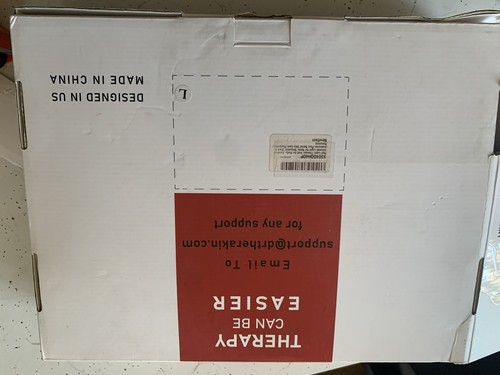 THERAPY
CAN BE
EASIER
Email To
support@drtherakin.com
for any support
L
DESIGNED IN US
MADE IN CHINA